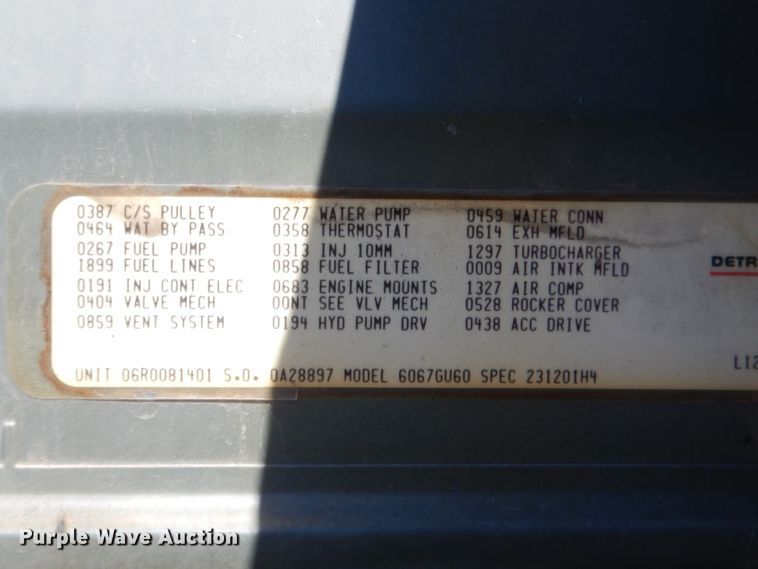 0387 C/S PULLEY 0277 WATER PUMP 0459 WATER CONN
0464 WAT BY PASS 0358 THERMOSTAT 0614 EXH MFLD
0267 FUEL PUMP 0313 INJ 10MM 1297 TURBOCHARGER
1899 FUEL LINES 0858 FUEL FILTER 0009 AIR INTK MFLD
0191 INJ CONT ELEC 0683 ENGINE MOUNTS 1327 AIR COMP
0404 VALVE MECH 00NT SEE VLV MECH 0528 ROCKER COVER
0859 VENT SYSTEM 0194 HYD PUMP DRV 0438 ACC DRIVE
DETR
L12
UNIT 06R0081401 S.O. 0A28897 MODEL 6067GU60 SPEC 231201H4
Purple Wave Auction